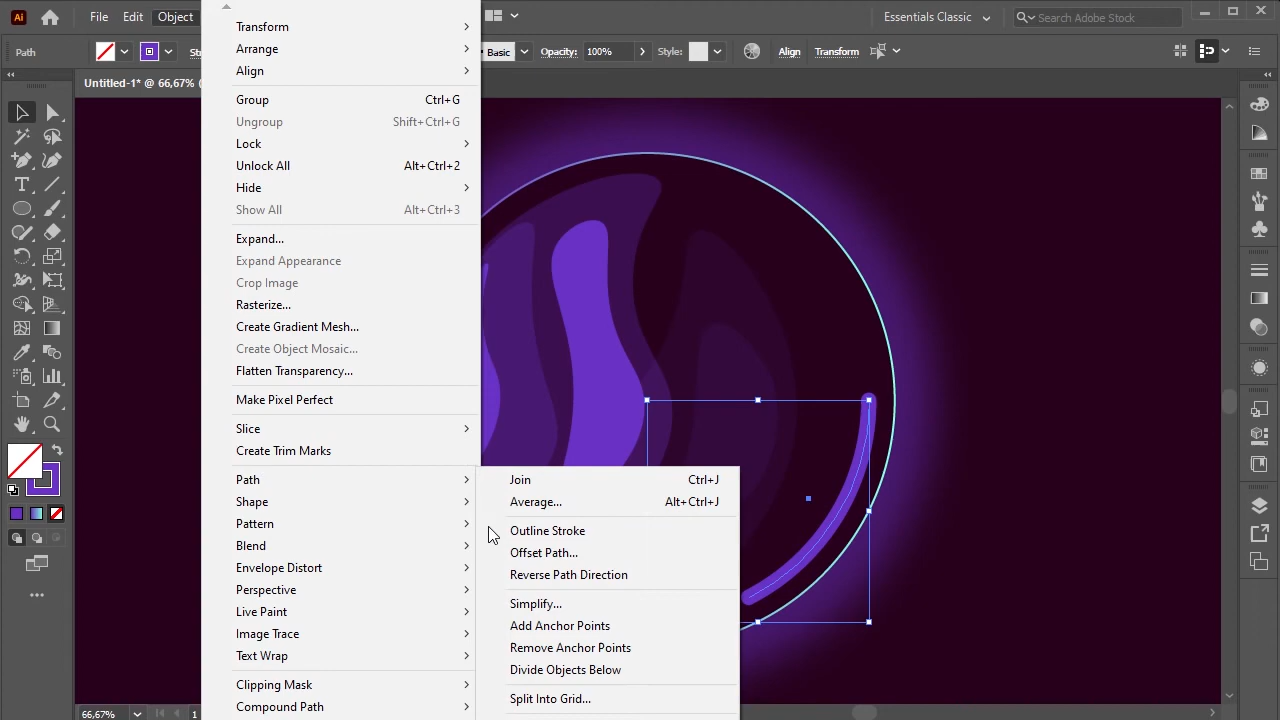 Ai File Edit Object Essentials Classic Search Adobe Stock
Path Basic Opacity: 100% Style: Align Transform
Untitled-1* @ 66,67%
Transform
Arrange
Align
Group Ctrl+G
Ungroup Shift+Ctrl+G
Lock
Unlock All Alt+Ctrl+2
Hide
Show All Alt+Ctrl+3
Expand...
Expand Appearance
Crop Image
Rasterize...
Create Gradient Mesh...
Create Object Mosaic...
Flatten Transparency...
Make Pixel Perfect
Slice
Create Trim Marks
Path
Shape
Pattern
Blend
Envelope Distort
Perspective
Live Paint
Image Trace
Text Wrap
Clipping Mask
Compound Path
Join Ctrl+J
Average... Alt+Ctrl+J
Outline Stroke
Offset Path...
Reverse Path Direction
Simplify...
Add Anchor Points
Remove Anchor Points
Divide Objects Below
Split Into Grid...
66,67% 1